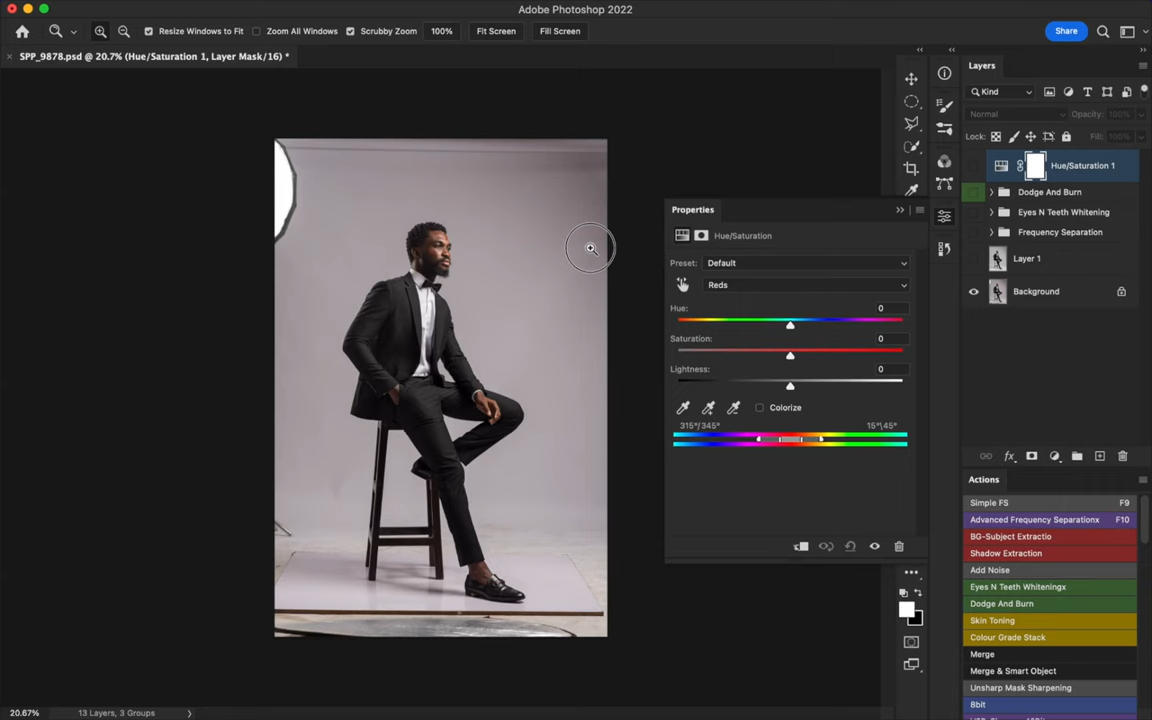 Adobe Photoshop 2022
Resize Windows to Fit Zoom All Windows Scrubby Zoom 100% Fit Screen Fill Screen Share
SPP_9878.psd @ 20.7% (Hue/Saturation 1, Layer Mask/16) *
Layers
Kind
Normal Opacity: 100%
Lock: Fill: 100%
Hue/Saturation 1
Dodge And Burn
Eyes N Teeth Whitening
Frequency Separation
Layer 1
Background
Properties
Hue/Saturation
Preset: Default
Reds
Hue: 0
Saturation: 0
Lightness: 0
Colorize
315°/345° 15°\45°
Actions
Simple FS F9
Advanced Frequency Separationx F10
BG-Subject Extractio
Shadow Extraction
Add Noise
Eyes N Teeth Whiteningx
Dodge And Burn
Skin Toning
Colour Grade Stack
Merge
Merge & Smart Object
Unsharp Mask Sharpening
8bit
20.67% 13 Layers, 3 Groups